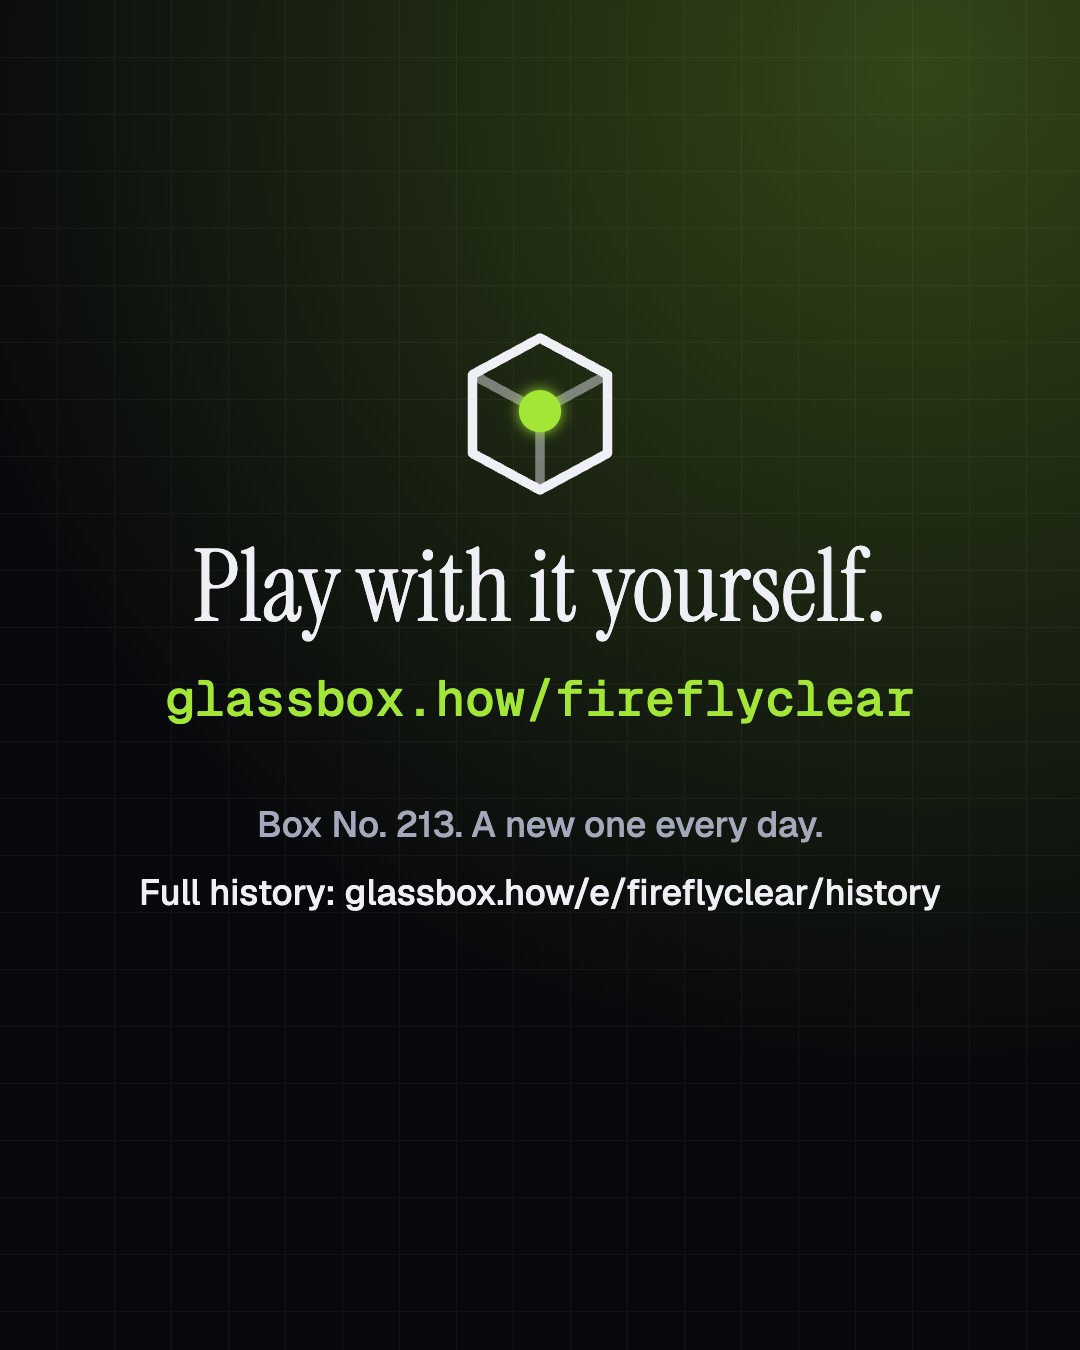 Play with it yourself.
glassbox.how/fireflyclear
Box No. 213. A new one every day.
Full history: glassbox.how/e/fireflyclear/history